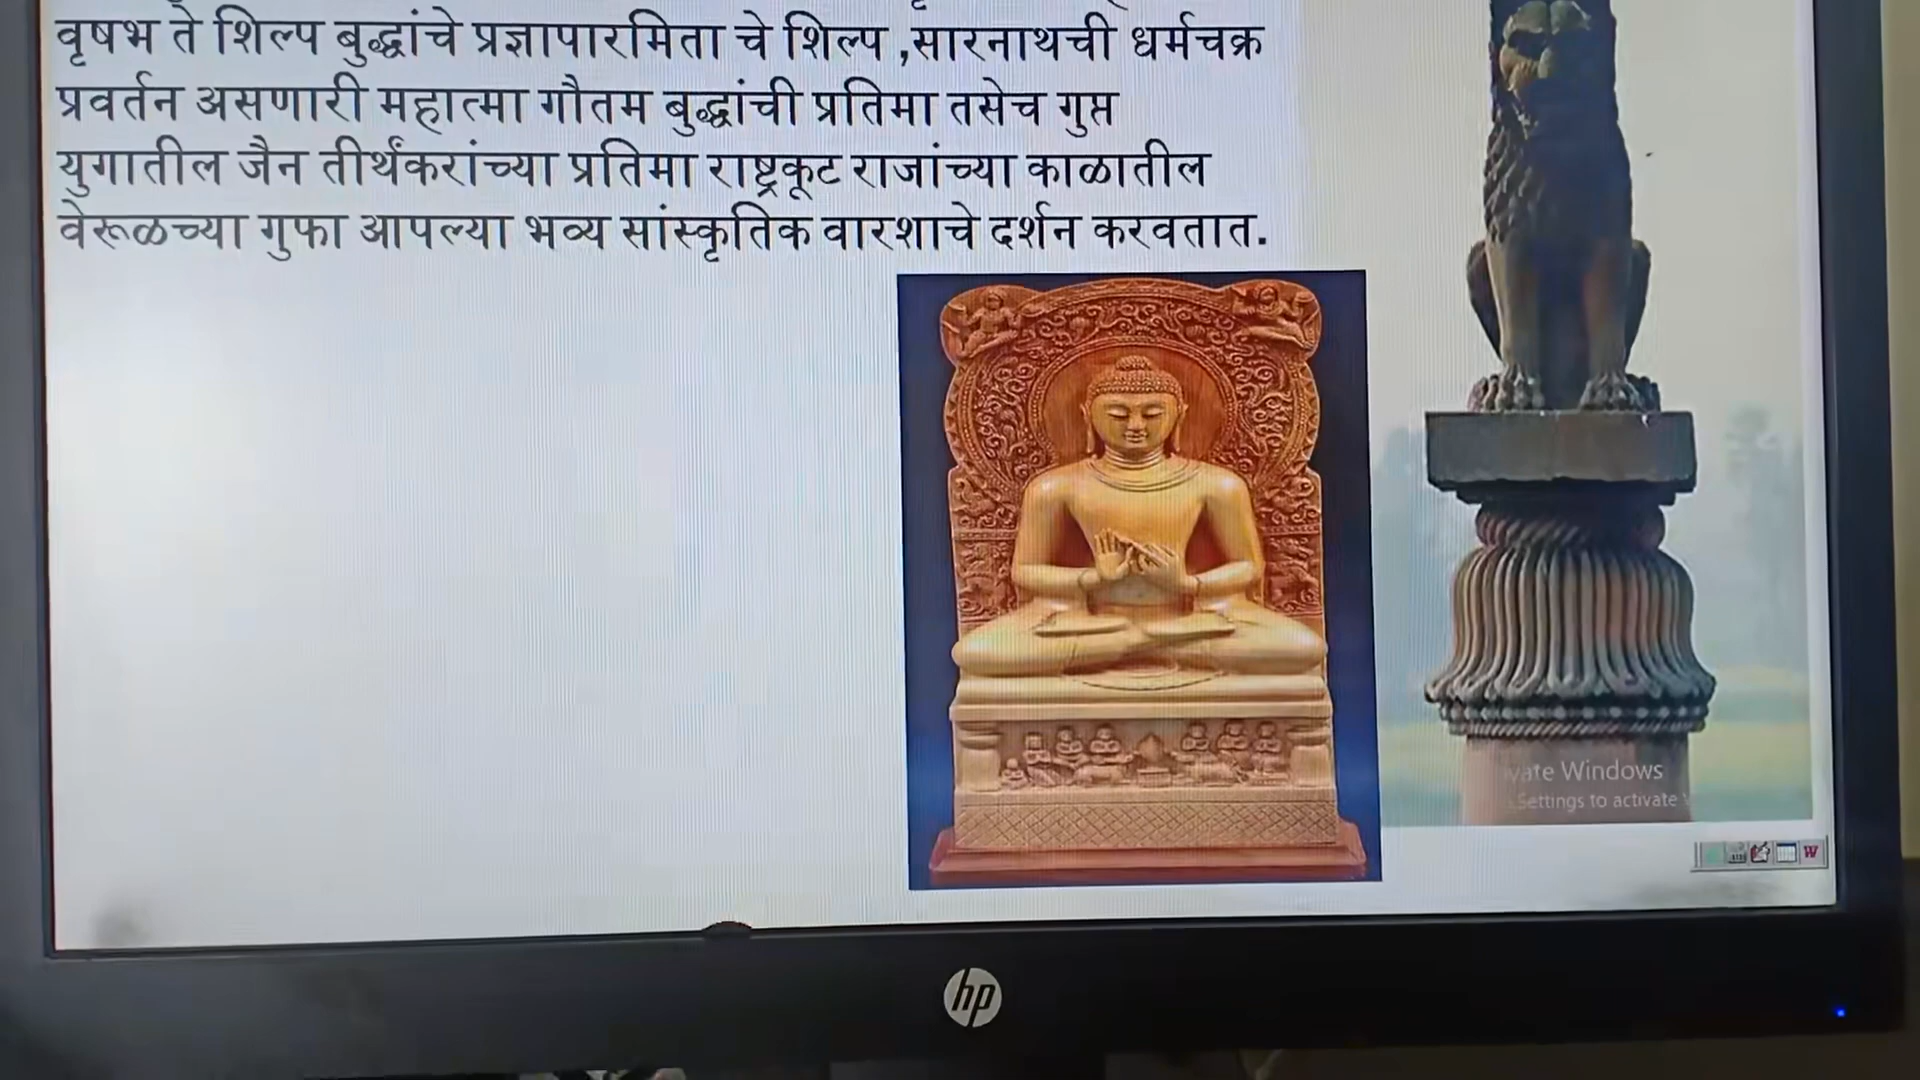 वृषभ ते शिल्प बुद्धांचे प्रज्ञापारमिता चे शिल्प ,सारनाथची धर्मचक्र
प्रवर्तन असणारी महात्मा गौतम बुद्धांची प्रतिमा तसेच गुप्त
युगातील जैन तीर्थंकरांच्या प्रतिमा राष्ट्रकूट राजांच्या काळातील
वेरूळच्या गुफा आपल्या भव्य सांस्कृतिक वारशाचे दर्शन करवतात.
vate Windows
Settings to activate
W
hp